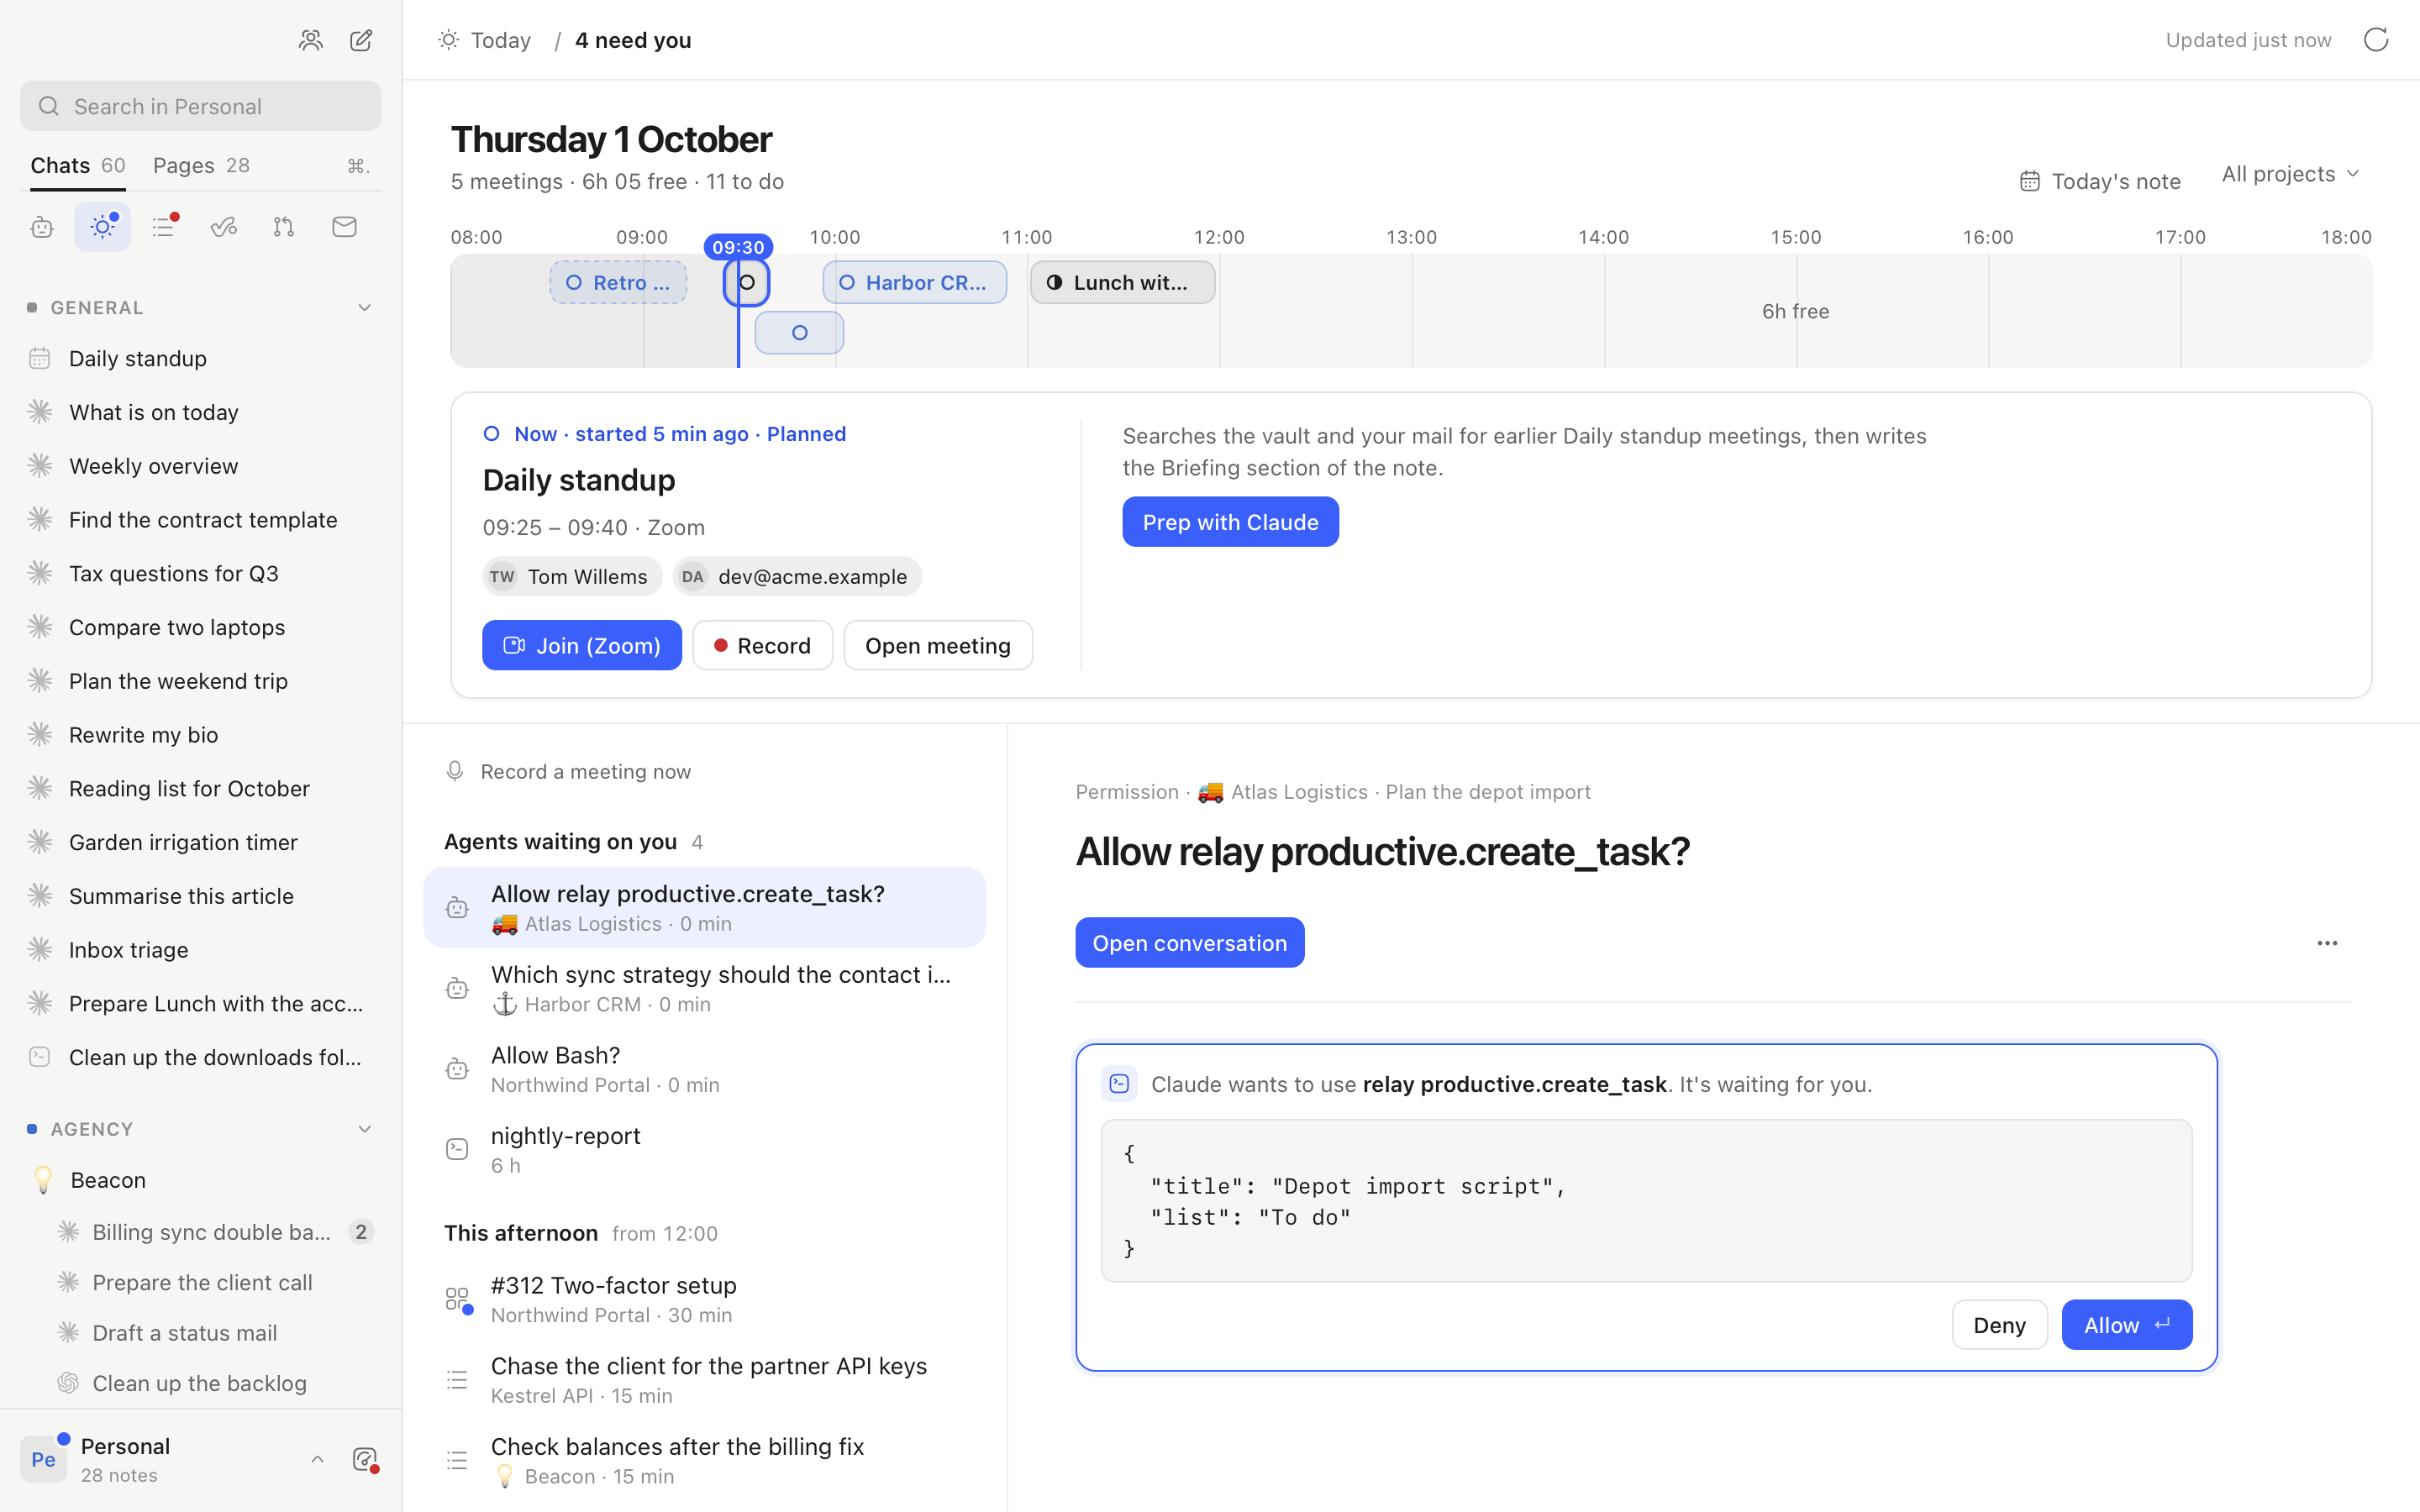 Search in Personal
Chats 60 Pages 28 ⌘.
GENERAL
Daily standup
What is on today
Weekly overview
Find the contract template
Tax questions for Q3
Compare two laptops
Plan the weekend trip
Rewrite my bio
Reading list for October
Garden irrigation timer
Summarise this article
Inbox triage
Prepare Lunch with the acc...
Clean up the downloads fol...
AGENCY
Beacon
Billing sync double ba... 2
Prepare the client call
Draft a status mail
Clean up the backlog
Pe Personal
28 notes
Today / 4 need you
Updated just now
Thursday 1 October
5 meetings · 6h 05 free · 11 to do
Today's note All projects
08:00 09:00 09:30 10:00 11:00 12:00 13:00 14:00 15:00 16:00 17:00 18:00
Retro ... Harbor CR... Lunch wit...
6h free
Now · started 5 min ago · Planned
Daily standup
09:25 – 09:40 · Zoom
TW Tom Willems DA dev@acme.example
Join (Zoom) Record Open meeting
Searches the vault and your mail for earlier Daily standup meetings, then writes
the Briefing section of the note.
Prep with Claude
Record a meeting now
Agents waiting on you 4
Allow relay productive.create_task?
Atlas Logistics · 0 min
Which sync strategy should the contact i...
Harbor CRM · 0 min
Allow Bash?
Northwind Portal · 0 min
nightly-report
6 h
This afternoon from 12:00
#312 Two-factor setup
Northwind Portal · 30 min
Chase the client for the partner API keys
Kestrel API · 15 min
Check balances after the billing fix
Beacon · 15 min
Permission · Atlas Logistics · Plan the depot import
Allow relay productive.create_task?
Open conversation
Claude wants to use relay productive.create_task. It's waiting for you.
{
"title": "Depot import script",
"list": "To do"
}
Deny Allow